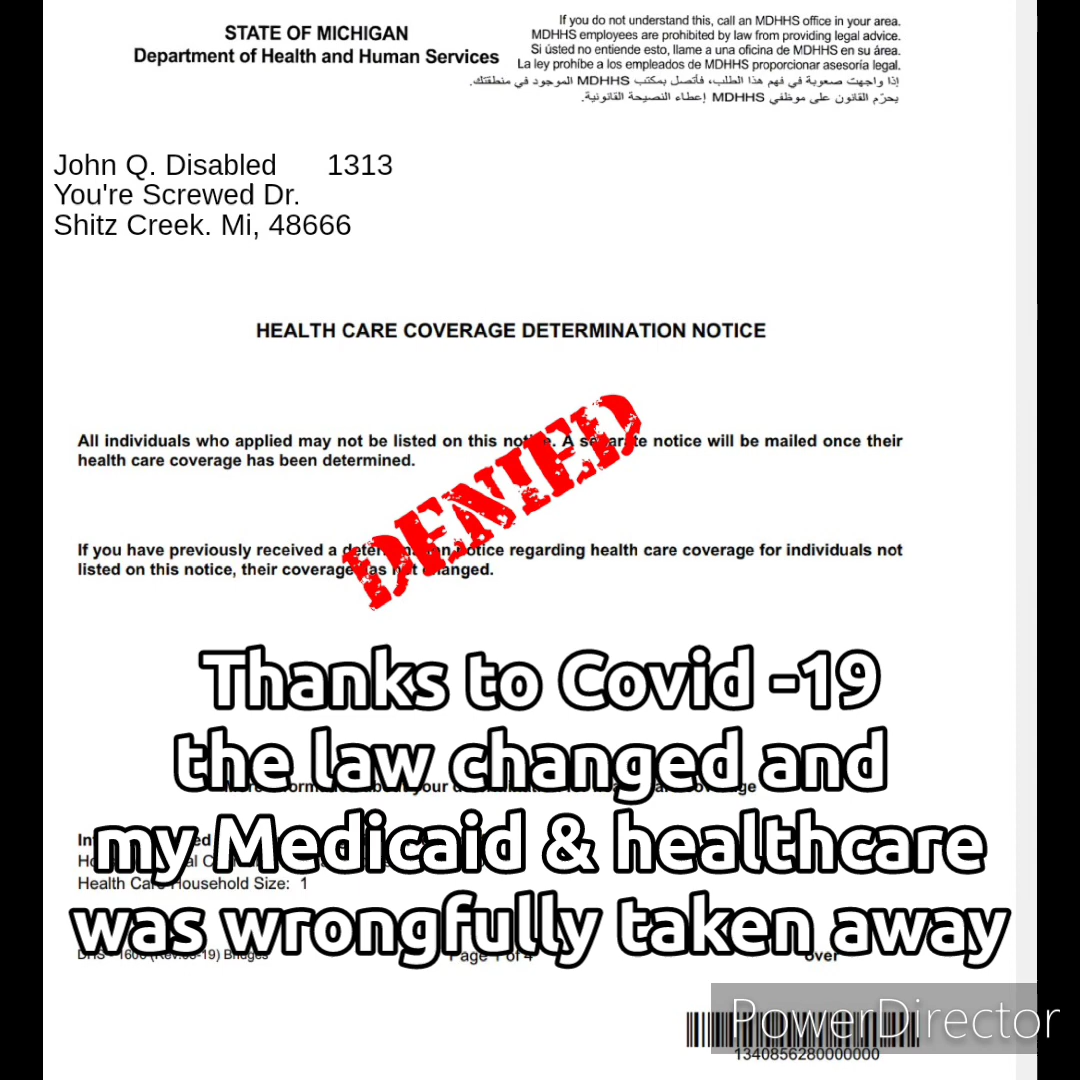 STATE OF MICHIGAN
Department of Health and Human Services
If you do not understand this, call an MDHHS office in your area.
MDHHS employees are prohibited by law from providing legal advice.
Si ústed no entiende esto, llame a una oficina de MDHHS en su área.
La ley prohíbe a los empleados de MDHHS proporcionar asesoría legal.
إذا واجهت صعوبة في فهم هذا الطلب، فأتصل بمكتب MDHHS الموجود في منطقتك.
يحرّم القانون على موظفي MDHHS إعطاء النصيحة القانونية.
John Q. Disabled 1313
You're Screwed Dr.
Shitz Creek. Mi, 48666
HEALTH CARE COVERAGE DETERMINATION NOTICE
All individuals who applied may not be listed on this notice. A separate notice will be mailed once their
health care coverage has been determined.
DENIED
If you have previously received a determination notice regarding health care coverage for individuals not
listed on this notice, their coverage has not changed.
Thanks to Covid -19
the law changed and
my Medicaid & healthcare
Health Care Household Size: 1
was wrongfully taken away
Page 1 of 4
over
PowerDirector
1340856280000000